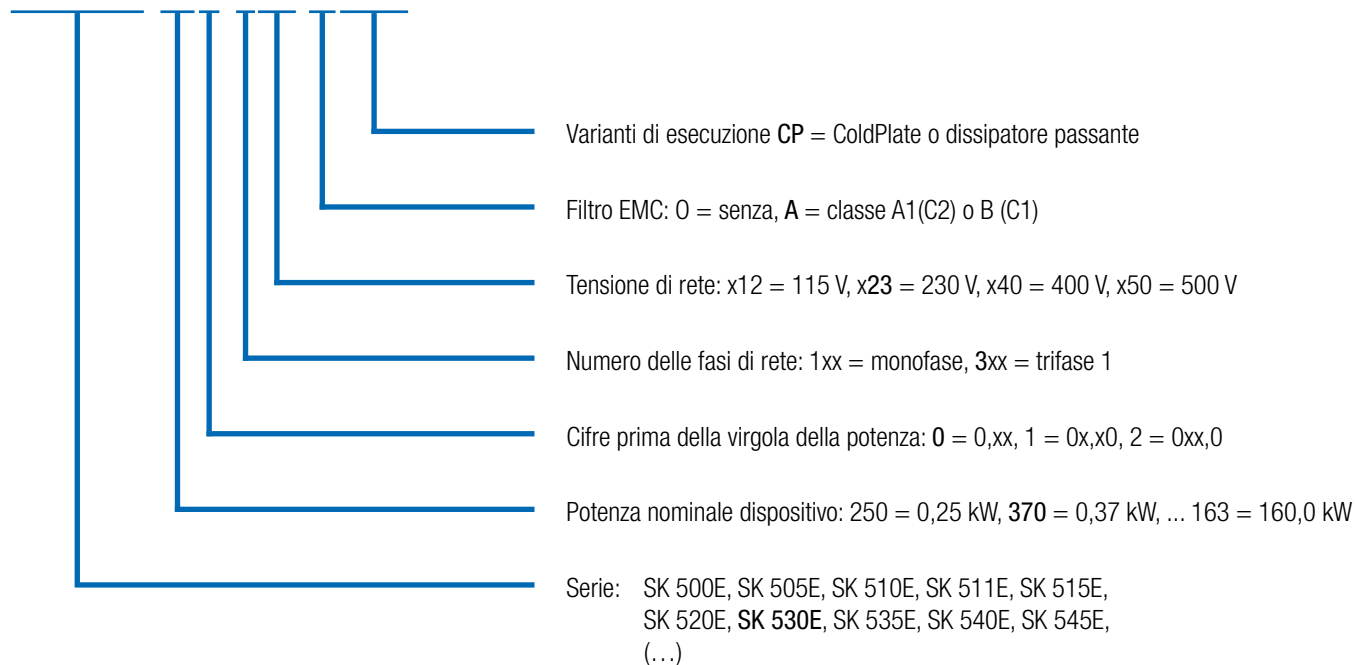 Varianti di esecuzione CP = ColdPlate o dissipatore passante
Filtro EMC: O = senza, A = classe A1(C2) o B (C1)
Tensione di rete: x12 = 115 V, x23 = 230 V, x40 = 400 V, x50 = 500 V
Numero delle fasi di rete: 1xx = monofase, 3xx = trifase 1
Cifre prima della virgola della potenza: 0 = 0,xx, 1 = 0x,x0, 2 = 0xx,0
Potenza nominale dispositivo: 250 = 0,25 kW, 370 = 0,37 kW, ... 163 = 160,0 kW
Serie: SK 500E, SK 505E, SK 510E, SK 511E, SK 515E,
SK 520E, SK 530E, SK 535E, SK 540E, SK 545E,
(…)